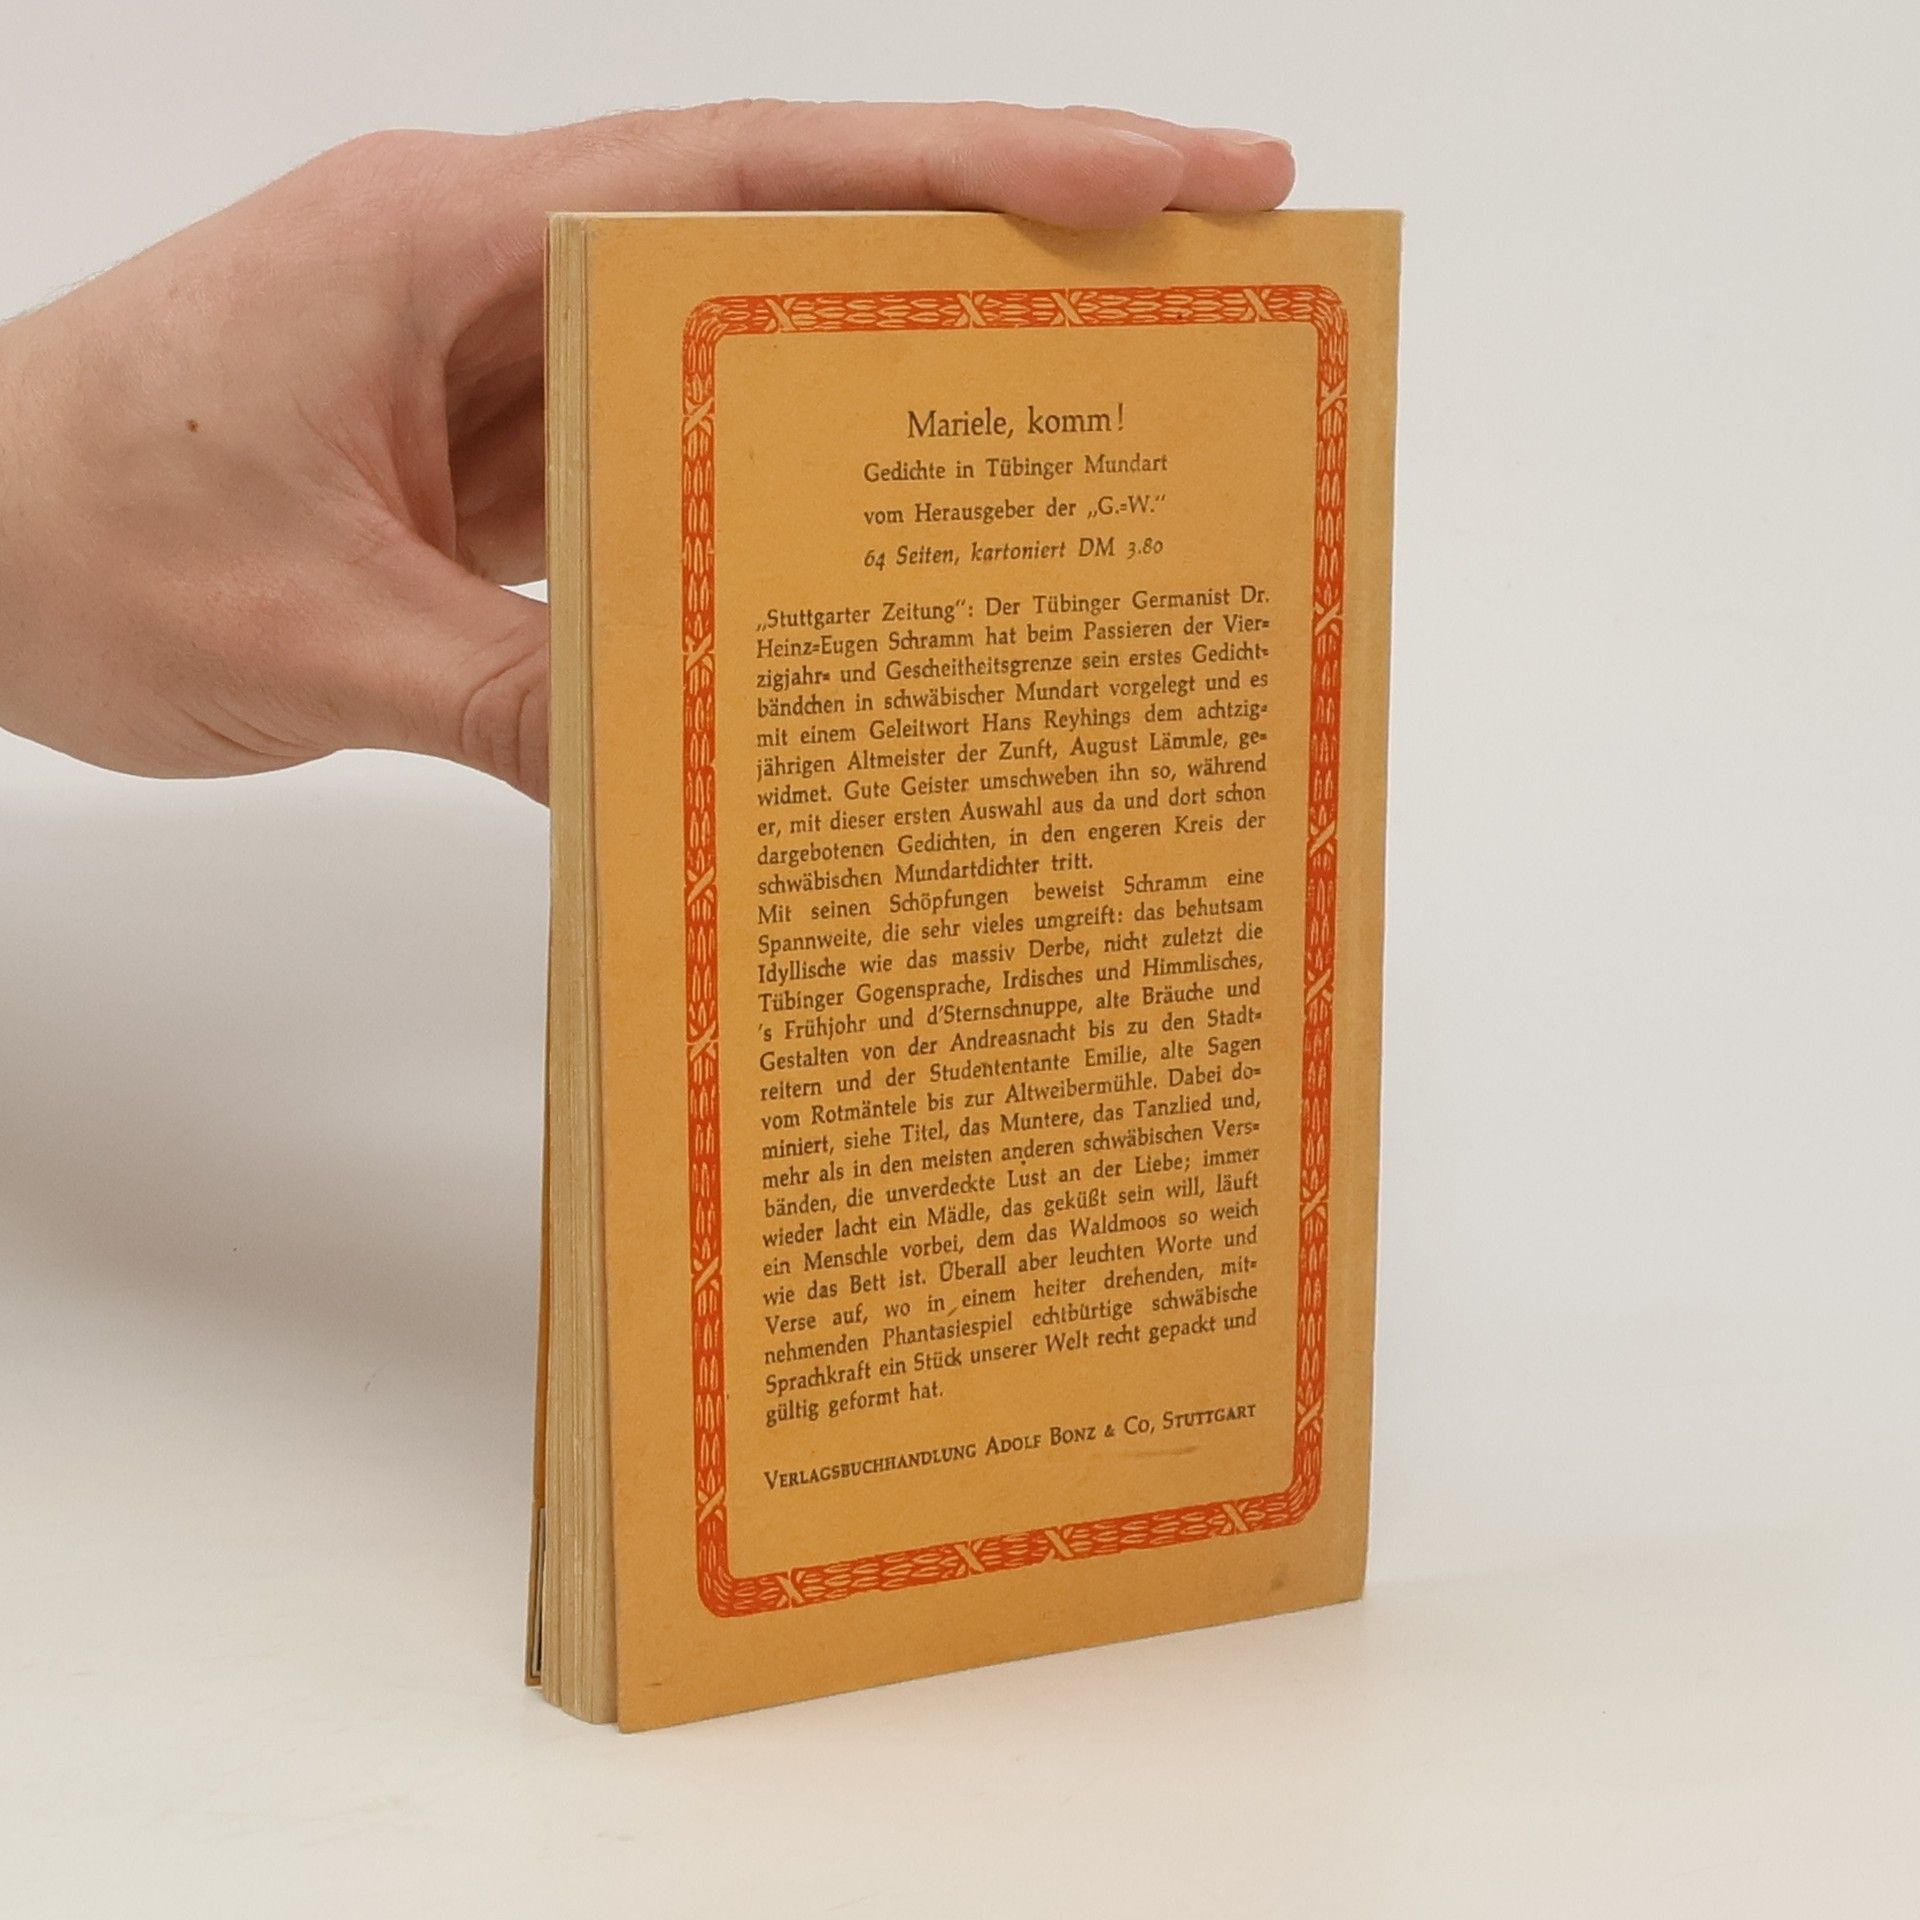 Mariele, komm!
Gedichte in Tübinger Mundart
vom Herausgeber der „G.=W.“
64 Seiten, kartoniert DM 3.80
„Stuttgarter Zeitung“: Der Tübinger Germanist Dr.
Heinz=Eugen Schramm hat beim Passieren der Vier=
zigjahr= und Gescheitheitsgrenze sein erstes Gedicht=
bändchen in schwäbischer Mundart vorgelegt und es
mit einem Geleitwort Hans Reyhings dem achtzig=
jährigen Altmeister der Zunft, August Lämmle, ge=
widmet. Gute Geister umschweben ihn so, während
er, mit dieser ersten Auswahl aus da und dort schon
dargebotenen Gedichten, in den engeren Kreis der
schwäbischen Mundartdichter tritt.
Mit seinen Schöpfungen beweist Schramm eine
Spannweite, die sehr vieles umgreift: das behutsam
Idyllische wie das massiv Derbe, nicht zuletzt die
Tübinger Gogensprache, Irdisches und Himmlisches,
's Frühjohr und d'Sternschnuppe, alte Bräuche und
Gestalten von der Andreasnacht bis zu den Stadt=
reitern und der Studententante Emilie, alte Sagen
vom Rotmäntele bis zur Altweibermühle. Dabei do=
miniert, siehe Titel, das Muntere, das Tanzlied und,
mehr als in den meisten anderen schwäbischen Vers=
bänden, die unverdeckte Lust an der Liebe; immer
wieder lacht ein Mädle, das geküßt sein will, läuft
ein Menschle vorbei, dem das Waldmoos so weich
wie das Bett ist. Überall aber leuchten Worte und
Verse auf, wo in einem heiter drehenden, mit=
nehmenden Phantasiespiel echtbürtige schwäbische
Sprachkraft ein Stück unserer Welt recht gepackt und
gültig geformt hat.
VERLAGSBUCHHANDLUNG ADOLF BONZ & CO, STUTTGART